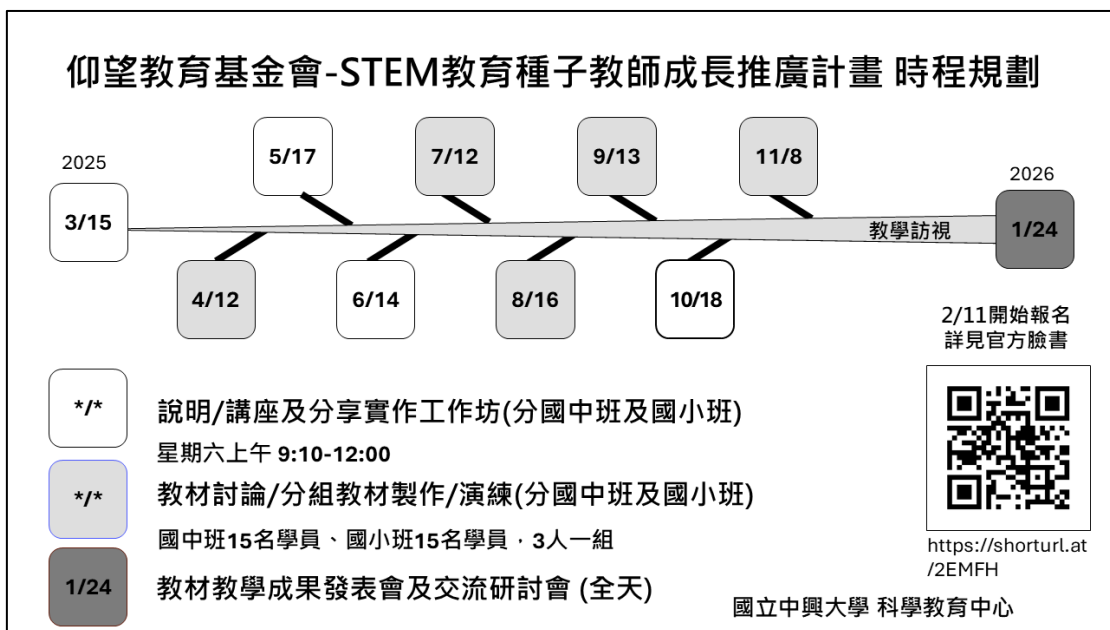 仰望教育基金會-STEM教育種子教師成長推廣計畫 時程規劃
2025
3/15
5/17
7/12
9/13
11/8
2026
1/24
教學訪視
4/12
6/14
8/16
10/18
2/11開始報名
詳見官方臉書
*/*
說明/講座及分享實作工作坊(分國中班及國小班)
星期六上午 9:10-12:00
*/*
教材討論/分組教材製作/演練(分國中班及國小班)
國中班15名學員、國小班15名學員，3人一組
1/24
教材教學成果發表會及交流研討會 (全天)
https://shorturl.at
/2EMFH
國立中興大學 科學教育中心